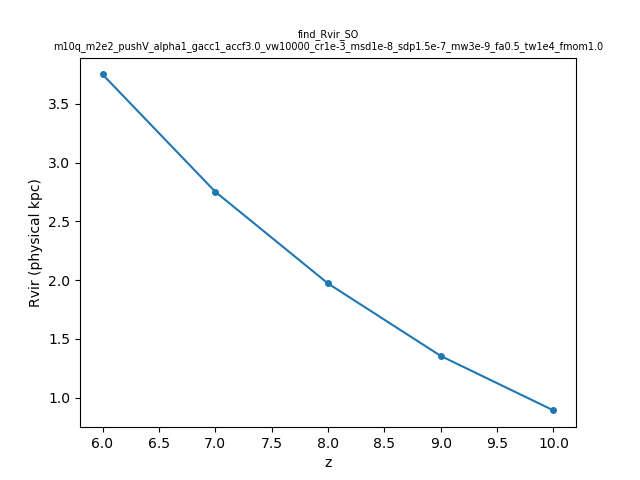 find_Rvir_SO
m10q_m2e2_pushV_alpha1_gacc1_accf3.0_vw10000_cr1e-3_msd1e-8_sdp1.5e-7_mw3e-9_fa0.5_tw1e4_fmom1.0
3.5
3.0
2.5
2.0
1.5
1.0
Rvir (physical kpc)
6.0 6.5 7.0 7.5 8.0 8.5 9.0 9.5 10.0
z